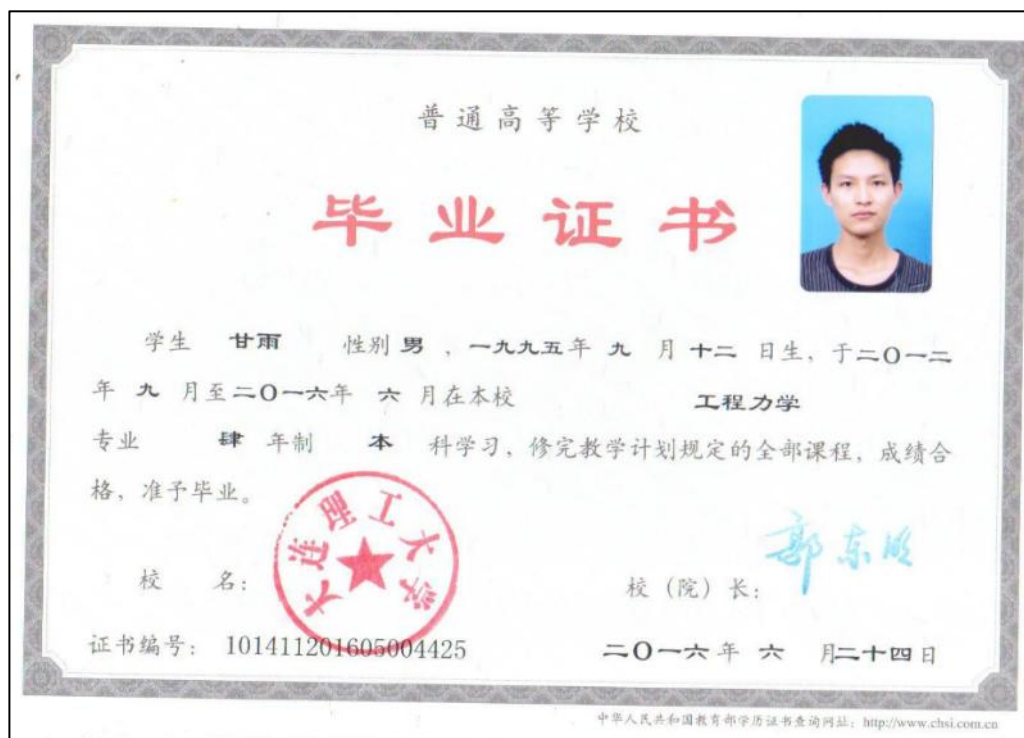 普通高等学校
毕业证书
学生 甘雨 性别 男 ，一九九五年 九 月 十二 日生，于二〇一二
年 九 月至二〇一六年 六 月在本校 工程力学
专业 肆 年制 本 科学习，修完教学计划规定的全部课程，成绩合
格，准予毕业。
大连理工大学
校 名：
校（院）长：郭东明
证书编号： 101411201605004425
二〇一六年 六 月二十四日
中华人民共和国教育部学历证书查询网址：http://www.chsi.com.cn